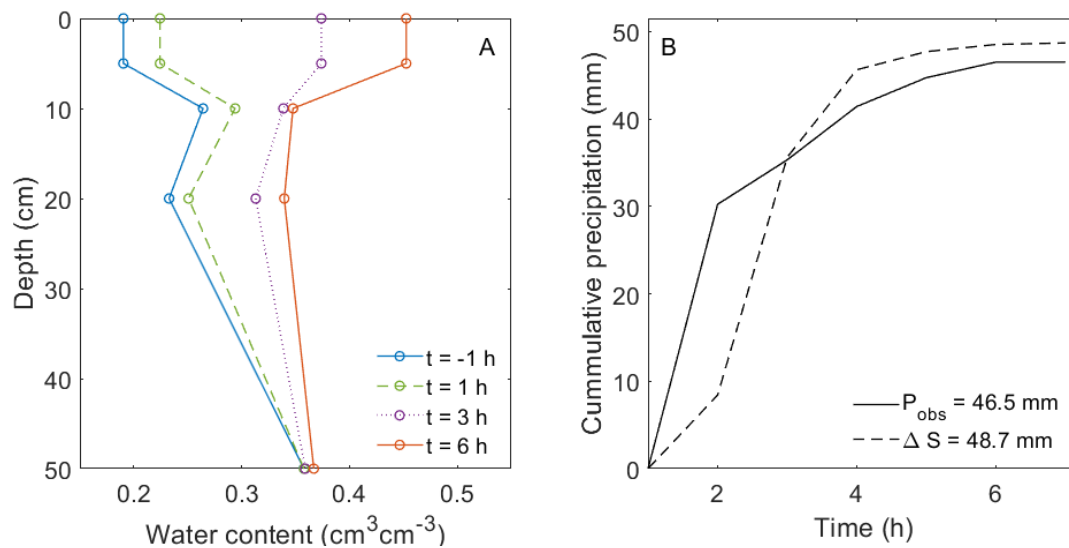 A
Depth (cm)
0
10
20
30
40
50
t = -1 h
t = 1 h
t = 3 h
t = 6 h
0.2 0.3 0.4 0.5
Water content (cm³cm⁻³)
B
Cummulative precipitation (mm)
50
40
30
20
10
0
P_obs = 46.5 mm
Δ S = 48.7 mm
2 4 6
Time (h)